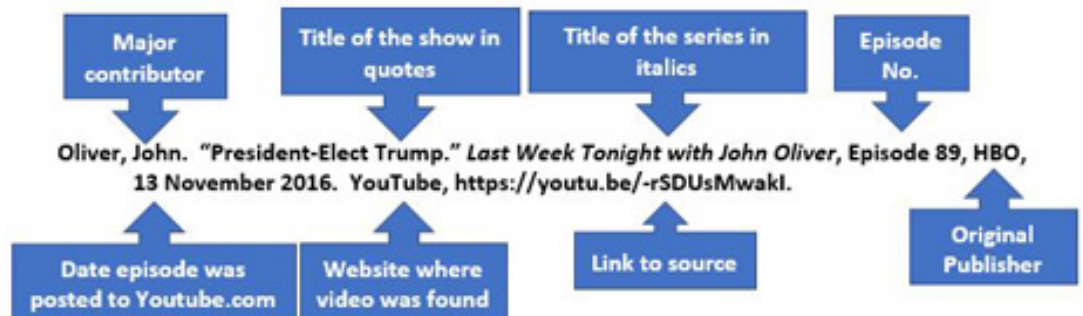 Major
contributor
Title of the show in
quotes
Title of the series in
italics
Episode
No.
Oliver, John.  “President-Elect Trump.” Last Week Tonight with John Oliver, Episode 89, HBO,
13 November 2016.  YouTube, https://youtu.be/-rSDUsMwakI.
Date episode was
posted to Youtube.com
Website where
video was found
Link to source
Original
Publisher